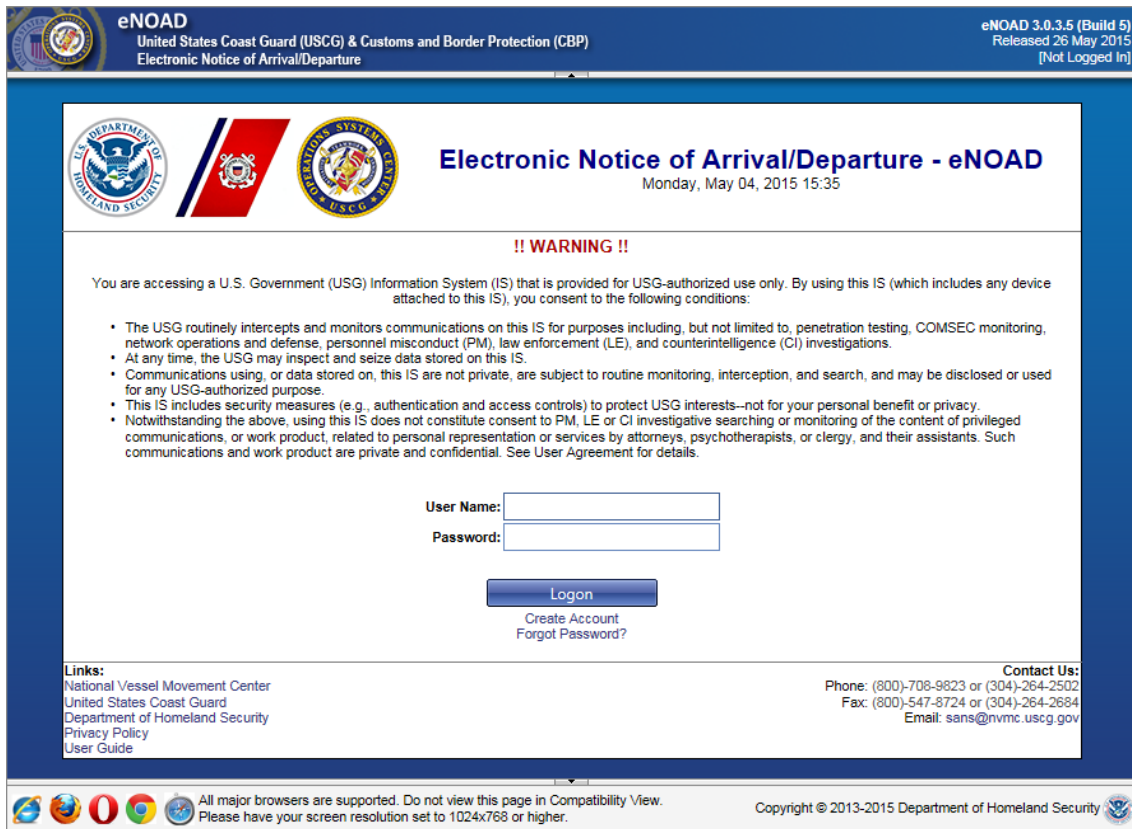 eNOAD
United States Coast Guard (USCG) & Customs and Border Protection (CBP)
Electronic Notice of Arrival/Departure
eNOAD 3.0.3.5 (Build 5)
Released 26 May 2015
[Not Logged In]
U.S. DEPARTMENT OF HOMELAND SECURITY
OPERATIONS SYSTEMS CENTER
USCG
Electronic Notice of Arrival/Departure - eNOAD
Monday, May 04, 2015 15:35
!! WARNING !!
You are accessing a U.S. Government (USG) Information System (IS) that is provided for USG-authorized use only. By using this IS (which includes any device
attached to this IS), you consent to the following conditions:
• The USG routinely intercepts and monitors communications on this IS for purposes including, but not limited to, penetration testing, COMSEC monitoring,
network operations and defense, personnel misconduct (PM), law enforcement (LE), and counterintelligence (CI) investigations.
• At any time, the USG may inspect and seize data stored on this IS.
• Communications using, or data stored on, this IS are not private, are subject to routine monitoring, interception, and search, and may be disclosed or used
for any USG-authorized purpose.
• This IS includes security measures (e.g., authentication and access controls) to protect USG interests--not for your personal benefit or privacy.
• Notwithstanding the above, using this IS does not constitute consent to PM, LE or CI investigative searching or monitoring of the content of privileged
communications, or work product, related to personal representation or services by attorneys, psychotherapists, or clergy, and their assistants. Such
communications and work product are private and confidential. See User Agreement for details.
User Name:
Password:
Logon
Create Account
Forgot Password?
Links:
National Vessel Movement Center
United States Coast Guard
Department of Homeland Security
Privacy Policy
User Guide
Contact Us:
Phone: (800)-708-9823 or (304)-264-2502
Fax: (800)-547-8724 or (304)-264-2684
Email: sans@nvmc.uscg.gov
All major browsers are supported. Do not view this page in Compatibility View.
Please have your screen resolution set to 1024x768 or higher.
Copyright © 2013-2015 Department of Homeland Security